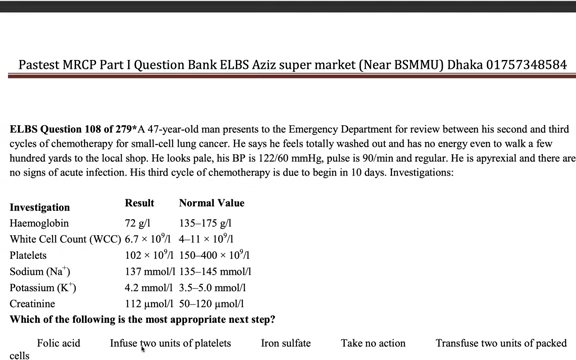 Pastest MRCP Part I Question Bank ELBS Aziz super market (Near BSMMU) Dhaka 01757348584
ELBS Question 108 of 279*A 47-year-old man presents to the Emergency Department for review between his second and third
cycles of chemotherapy for small-cell lung cancer. He says he feels totally washed out and has no energy even to walk a few
hundred yards to the local shop. He looks pale, his BP is 122/60 mmHg, pulse is 90/min and regular. He is apyrexial and there are
no signs of acute infection. His third cycle of chemotherapy is due to begin in 10 days. Investigations:
Investigation Result Normal Value
Haemoglobin 72 g/l 135–175 g/l
White Cell Count (WCC) 6.7 × 10⁹/l 4–11 × 10⁹/l
Platelets 102 × 10⁹/l 150–400 × 10⁹/l
Sodium (Na⁺) 137 mmol/l 135–145 mmol/l
Potassium (K⁺) 4.2 mmol/l 3.5–5.0 mmol/l
Creatinine 112 µmol/l 50–120 µmol/l
Which of the following is the most appropriate next step?
Folic acid Infuse two units of platelets Iron sulfate Take no action Transfuse two units of packed
cells